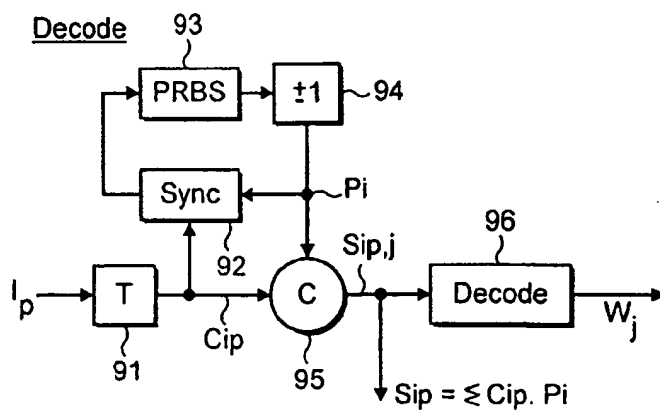 Decode
93
PRBS
±1
94
Sync
Pi
92
Sip,j
96
Ip
T
Cip
C
Decode
Wj
91
95
Sip = ≤ Cip. Pi